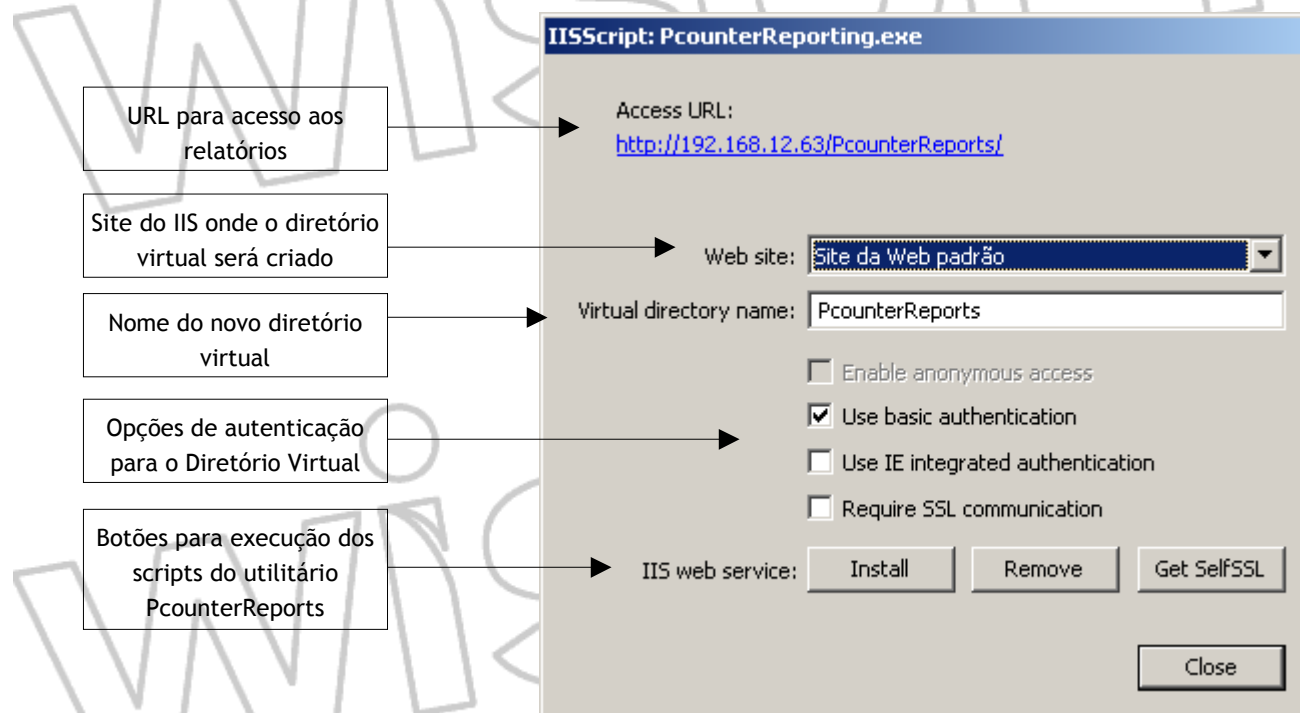 IISScript: PcounterReporting.exe
URL para acesso aos
relatórios
Access URL:
http://192.168.12.63/PcounterReports/
Site do IIS onde o diretório
virtual será criado
Web site: Site da Web padrão
Nome do novo diretório
virtual
Virtual directory name: PcounterReports
Enable anonymous access
Opções de autenticação
para o Diretório Virtual
Use basic authentication
Use IE integrated authentication
Require SSL communication
Botões para execução dos
scripts do utilitário
PcounterReports
IIS web service: Install Remove Get SelfSSL
Close